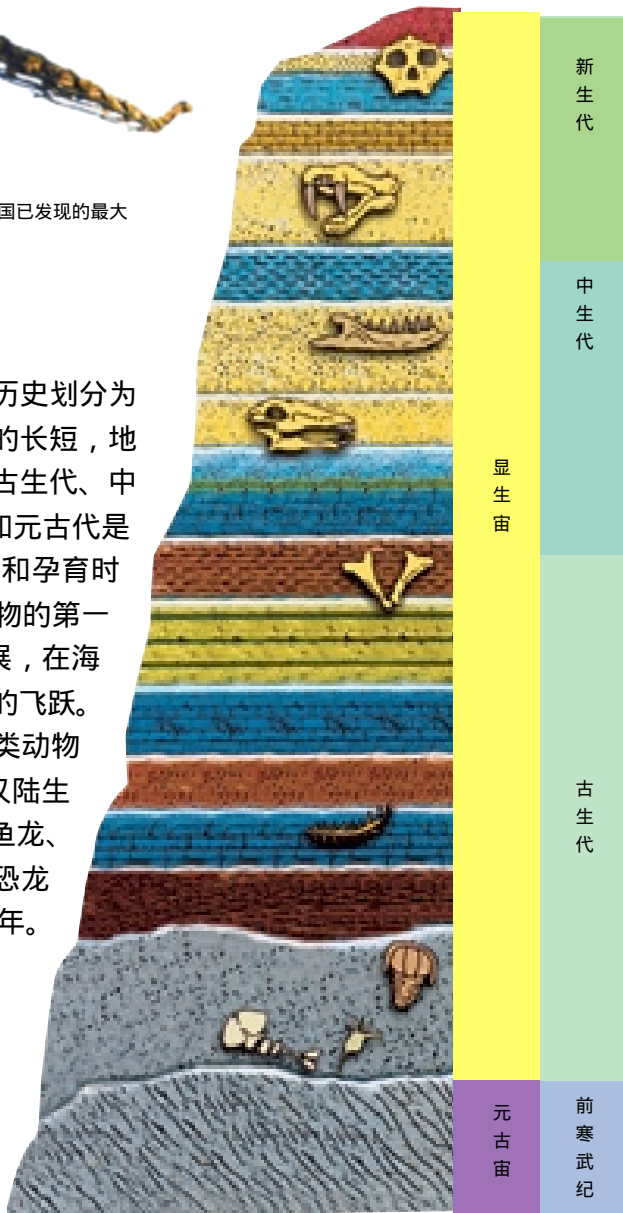 国已发现的最大
历史划分为
的长短，地
古生代、中
和元古代是
和孕育时
物的第一
展，在海
的飞跃。
类动物
又陆生
鱼龙、
恐龙
年。
显生宙
元古宙
新生代
中生代
古生代
前寒武纪